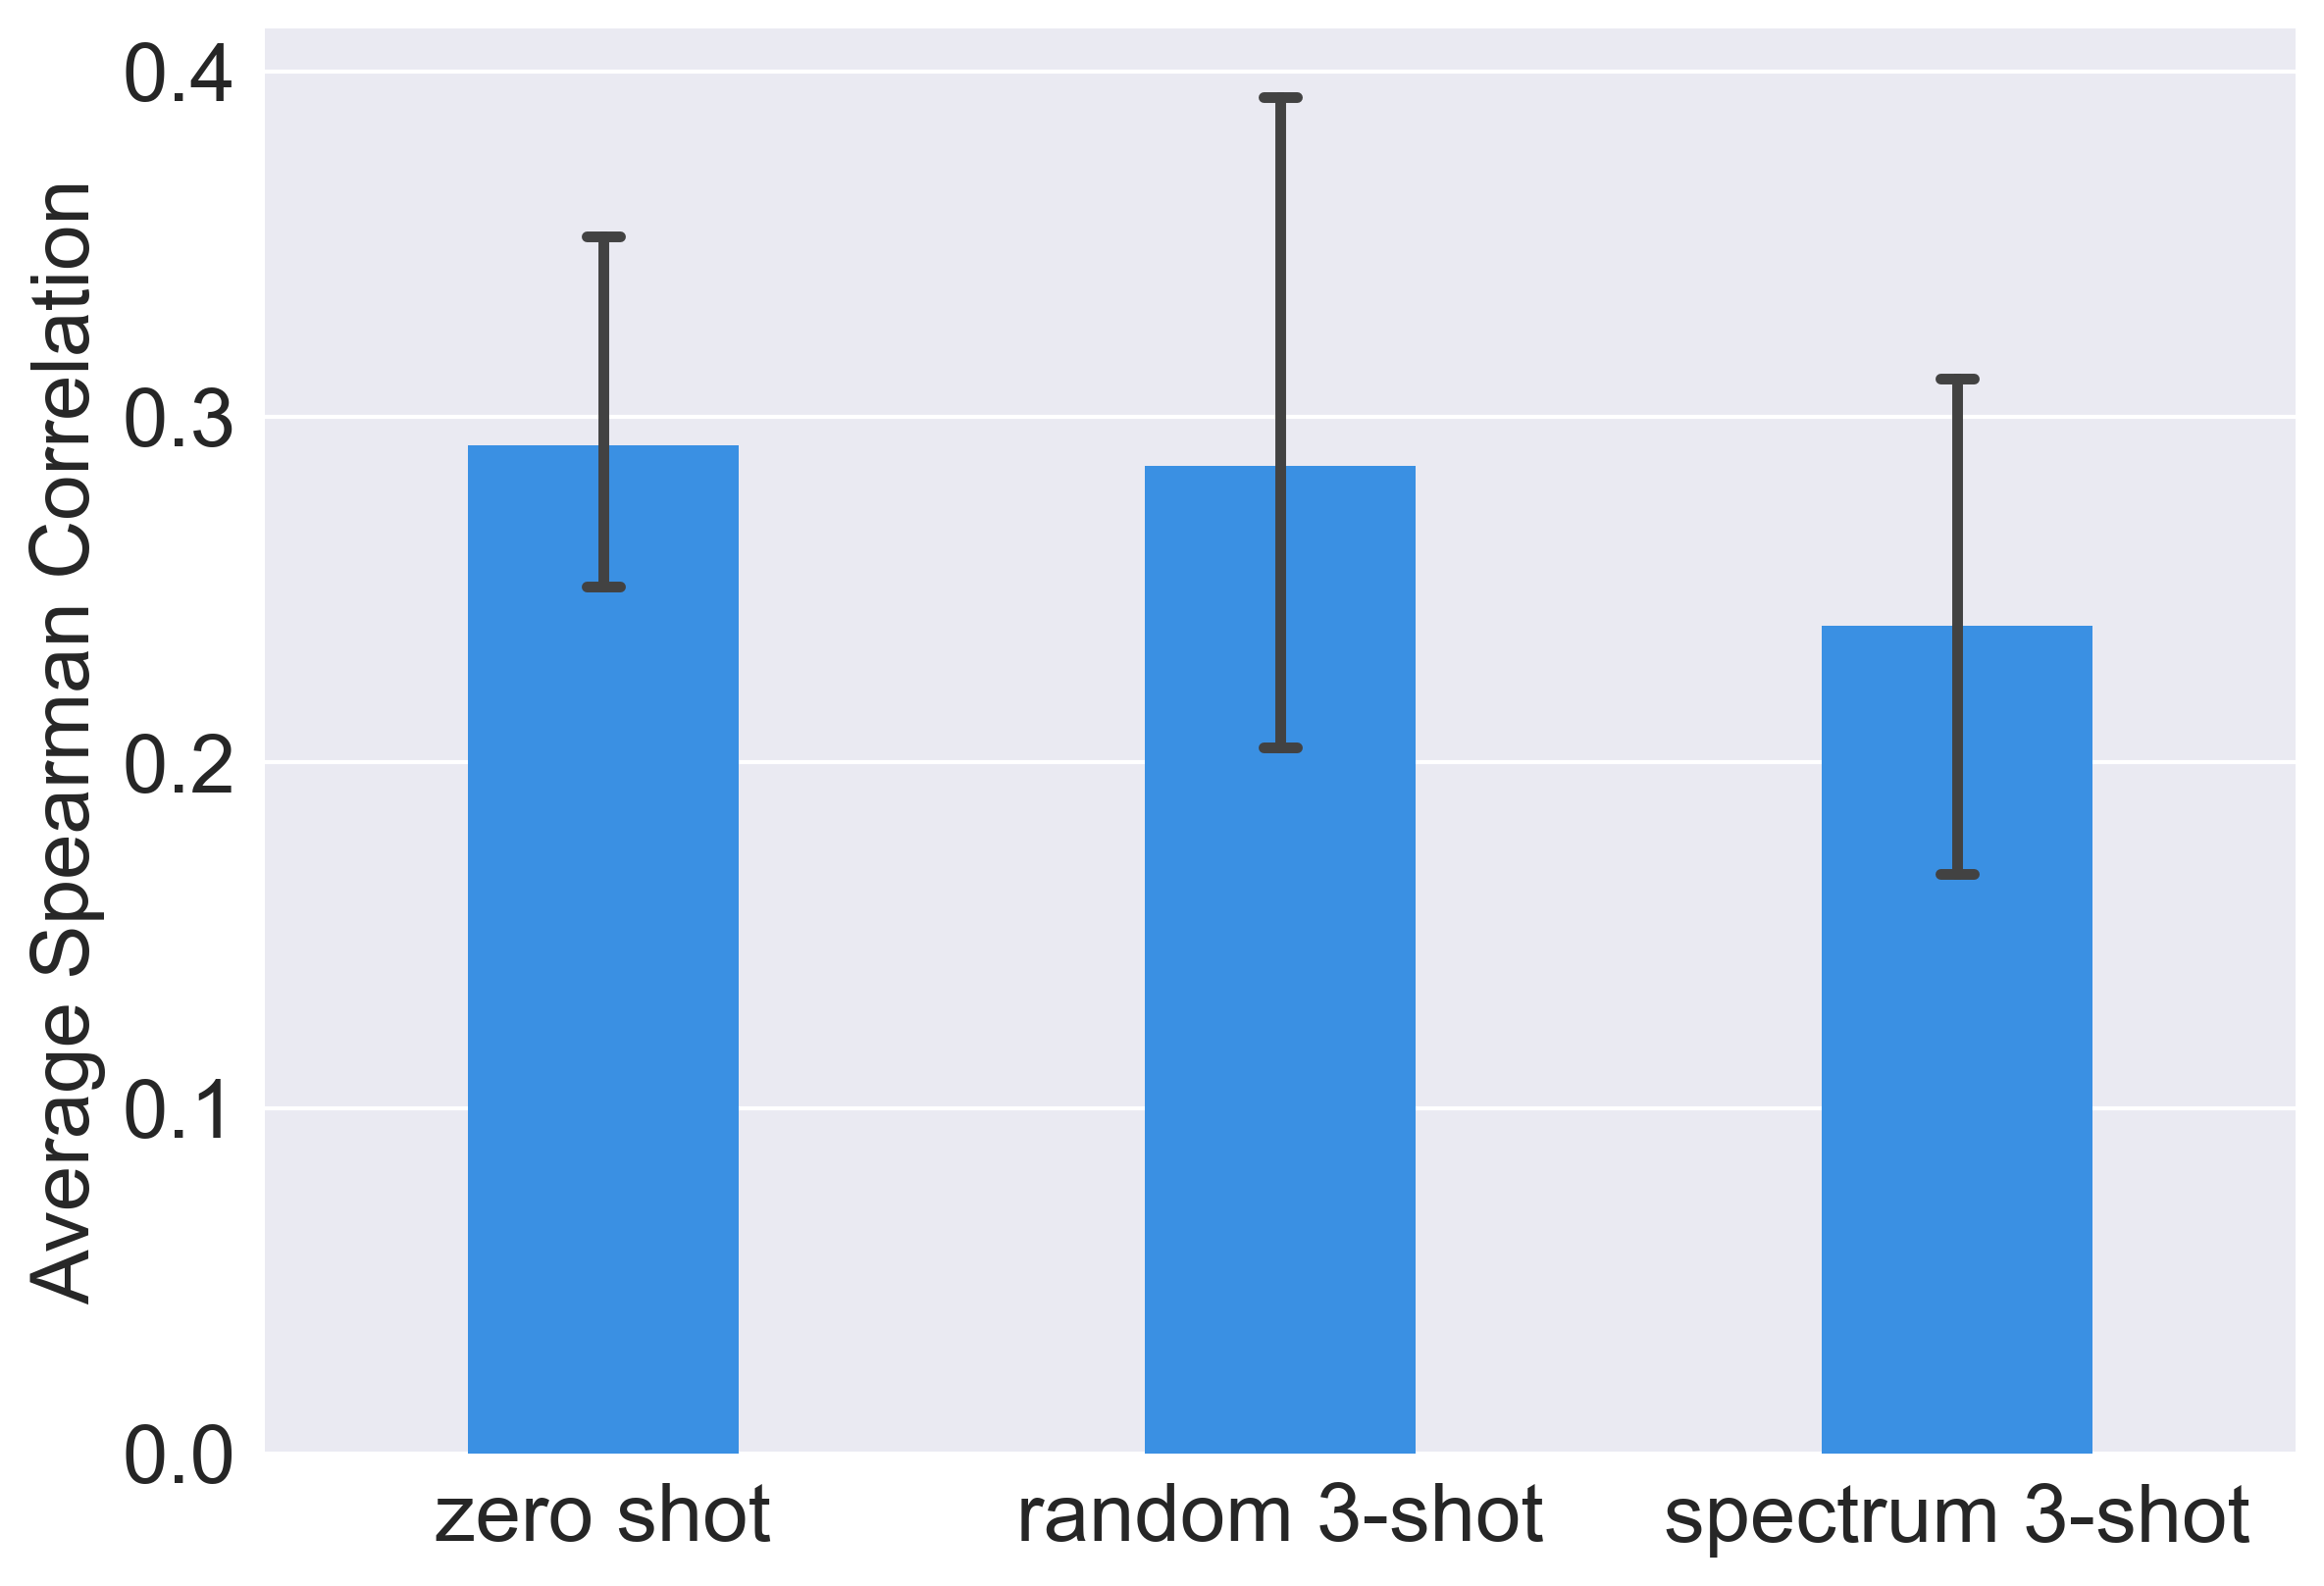 Average Spearman Correlation
0.4
0.3
0.2
0.1
0.0
zero shot
random 3-shot
spectrum 3-shot